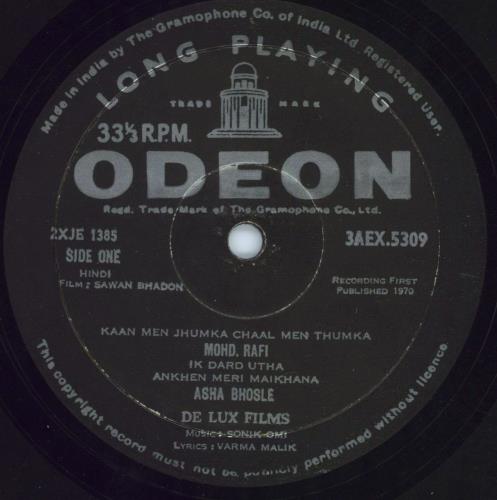 Made in India by The Gramophone Co. of India Ltd. Registered User.
LONG PLAYING
TRADE MARK
33⅓ R.P.M.
ODEON
Regd. Trade Mark of The Gramophone Co., Ltd.
2XJE 1385
3AEX.5309
SIDE ONE
HINDI
FILM : SAWAN BHADON
RECORDING FIRST
PUBLISHED 1970
KAAN MEN JHUMKA CHAAL MEN THUMKA
MOHD. RAFI
IK DARD UTHA
ANKHEN MERI MAIKHANA
ASHA BHOSLE
DE LUX FILMS
MUSIC : SONIK OMI
LYRICS : VARMA MALIK
This copyright record must not be publicly performed without licence.